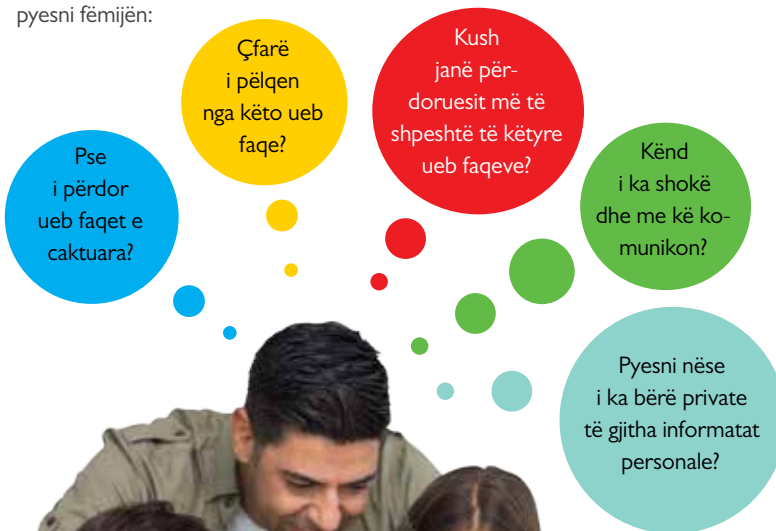 pyesni fëmijën:
Pse
i përdor
ueb faqet e
caktuara?
Çfarë
i pëlqen
nga këto ueb
faqe?
Kush
janë për-
doruesit më të
shpeshtë të këtyre
ueb faqeve?
Kënd
i ka shokë
dhe me kë ko-
munikon?
Pyesni nëse
i ka bërë private
të gjitha informatat
personale?